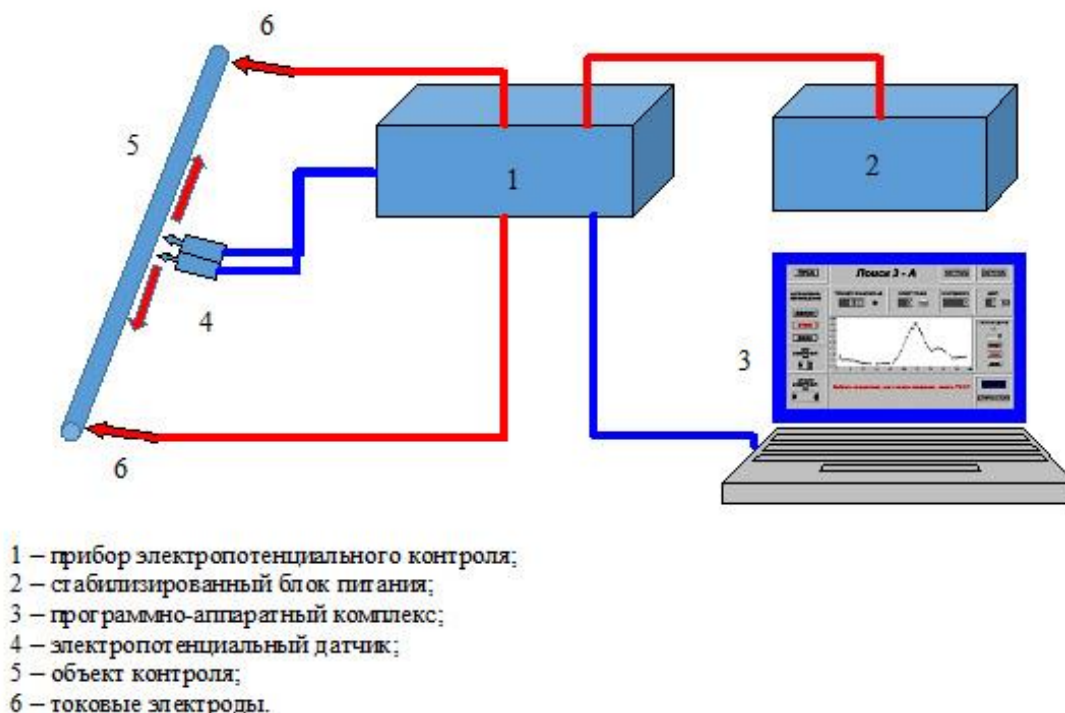 6
5
1
2
4
3
6
Поиск 3 - А
1 – прибор электропотенциального контроля;
2 – стабилизированный блок питания;
3 – программно-аппаратный комплекс;
4 – электропотенциальный датчик;
5 – объект контроля;
6 – токовые электроды.